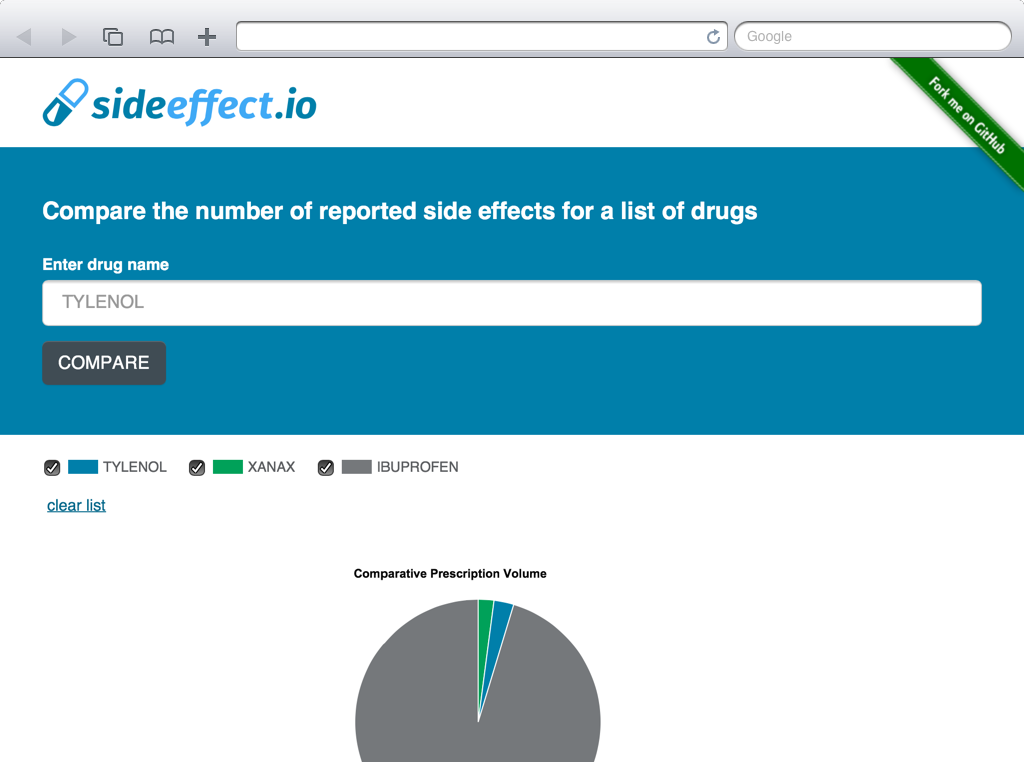 Google
sideeffect.io
Fork me on GitHub
Compare the number of reported side effects for a list of drugs
Enter drug name
TYLENOL
COMPARE
TYLENOL XANAX IBUPROFEN
clear list
Comparative Prescription Volume